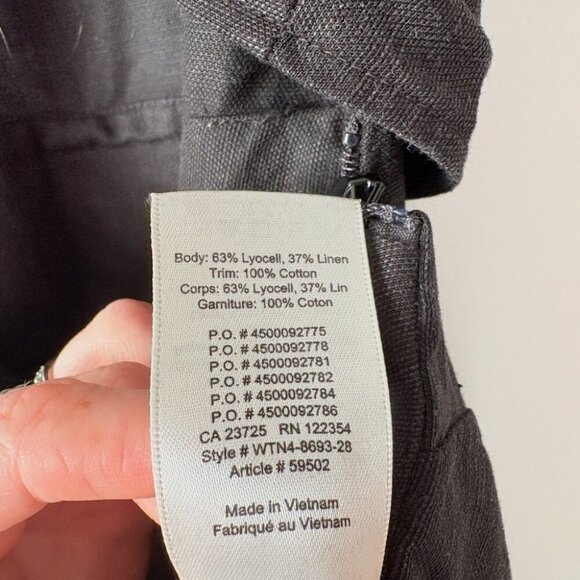 Body: 63% Lyocell, 37% Linen
Trim: 100% Cotton
Corps: 63% Lyocell, 37% Lin
Garniture: 100% Coton
P.O. # 4500092775
P.O. # 4500092778
P.O. # 4500092781
P.O. # 4500092782
P.O. # 4500092784
P.O. # 4500092786
CA 23725 RN 122354
Style # WTN4-8693-28
Article # 59502
Made in Vietnam
Fabriqué au Vietnam